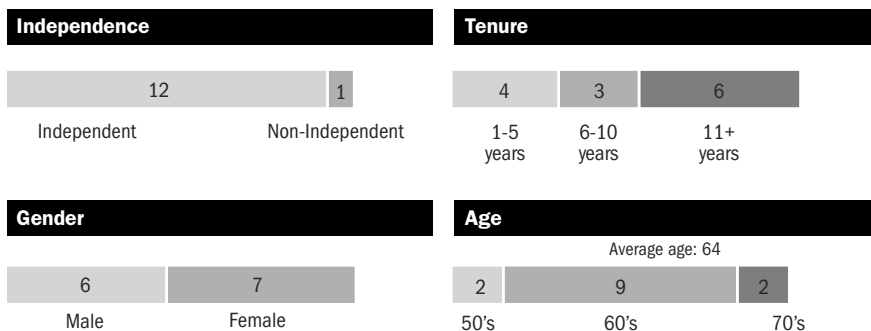 Independence
12
1
Independent
Non-Independent
Tenure
4
3
6
1-5
years
6-10
years
11+
years
Gender
6
7
Male
Female
Age
Average age: 64
2
9
2
50's
60's
70's